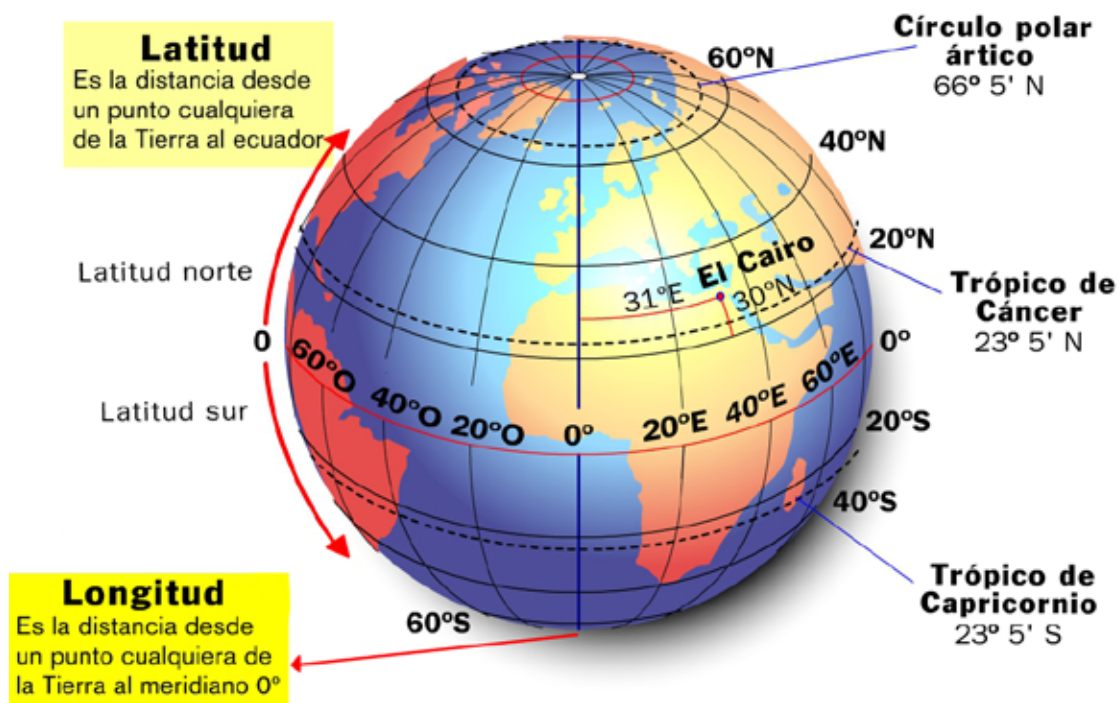 Latitud
Es la distancia desde
un punto cualquiera
de la Tierra al ecuador
Círculo polar
ártico
66º 5' N
60ºN
40ºN
20ºN
Trópico de
Cáncer
23º 5' N
Latitud norte
El Cairo
31°E
30°N
0
0º
60ºO
40ºO
20ºO
0º
20ºE
40ºE
60ºE
Latitud sur
20ºS
40ºS
Trópico de
Capricornio
23º 5' S
60ºS
Longitud
Es la distancia desde
un punto cualquiera de
la Tierra al meridiano 0º